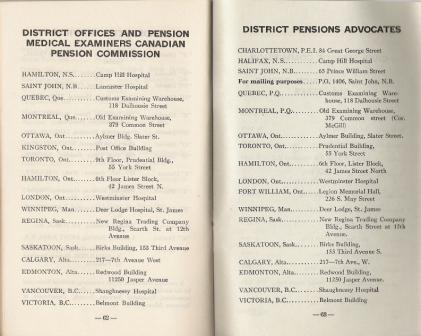 DISTRICT OFFICES AND PENSION
MEDICAL EXAMINERS CANADIAN
PENSION COMMISSION
HAMILTON, N.S. Camp Hill Hospital
SAINT JOHN, N.B. Lancaster Hospital
QUEBEC, Que. Customs Examining Warehouse,
118 Dalhousie Street
MONTREAL, Que. Old Examining Warehouse,
379 Common Street
OTTAWA, Ont. Aylmer Bldg. Slater St.
KINGSTON, Ont. Post Office Building
TORONTO, Ont. 9th Floor, Prudential Bldg.,
55 York Street
HAMILTON, Ont. 6th Floor Lister Block,
42 James Street N.
LONDON, Ont. Westminster Hospital
WINNIPEG, Man. Deer Lodge Hospital, St. James
REGINA, Sask. New Regina Trading Company
Bldg., Scarth St. at 12th
Avenue
SASKATOON, Sask. Birks Building, 153 Third Avenue
CALGARY, Alta. 217—7th Avenue West
EDMONTON, Alta. Redwood Building
11250 Jasper Avenue
VANCOUVER, B.C. Shaughnessy Hospital
VICTORIA, B.C. Belmont Building
— 62 —
DISTRICT PENSIONS ADVOCATES
CHARLOTTETOWN, P.E.I. 84 Great George Street
HALIFAX, N.S. Camp Hill Hospital
SAINT JOHN, N.B. 65 Prince William Street
For mailing purposes P.O. 1406, Saint John, N.B.
QUEBEC, P.Q. Customs Examining Ware-
house, 118 Dalhousie Street
MONTREAL, P.Q. Old Examining Warehouse,
379 Common street (Cor.
McGill)
OTTAWA, Ont. Aylmer Building, Slater Street.
TORONTO, Ont. Prudential Building,
55 York Street
HAMILTON, Ont. 6th Floor, Lister Block,
42 James Street North
LONDON, Ont. Westminster Hospital
FORT WILLIAM, Ont. Legion Memorial Hall,
226 S. May Street
WINNIPEG, Man. Deer Lodge, St. James
REGINA, Sask. New Regina Trading Company
Bldg., Scarth Street at 12th
Avenue.
SASKATOON, Sask. Birks Building,
153 Third Avenue S.
CALGARY, Alta. 217—7th Ave., W.
EDMONTON, Alta. Redwood Building,
11250 Jasper Avenue.
VANCOUVER, B.C. Shaughnessy Hospital
VICTORIA, B.C. Belmont Building
— 63 —